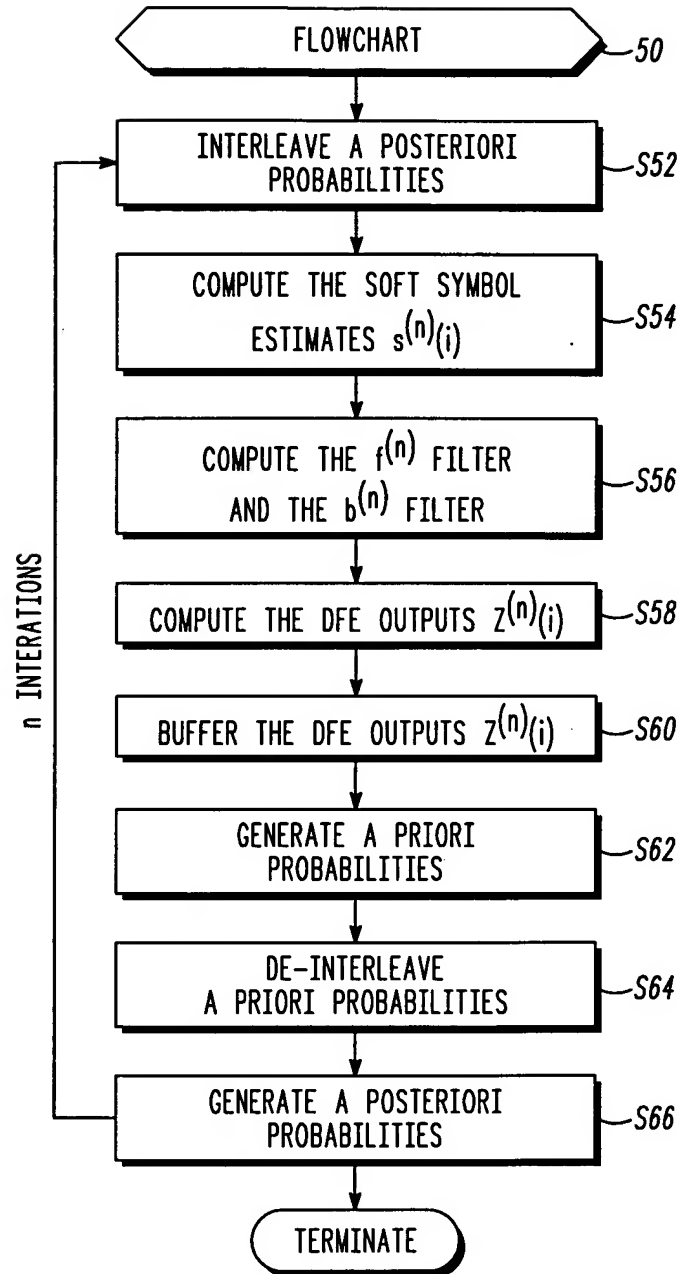 FLOWCHART
50
INTERLEAVE A POSTERIORI
PROBABILITIES
S52
COMPUTE THE SOFT SYMBOL
ESTIMATES s^(n)(i)
S54
COMPUTE THE f^(n) FILTER
AND THE b^(n) FILTER
S56
COMPUTE THE DFE OUTPUTS Z^(n)(i)
S58
BUFFER THE DFE OUTPUTS Z^(n)(i)
S60
GENERATE A PRIORI
PROBABILITIES
S62
DE-INTERLEAVE
A PRIORI PROBABILITIES
S64
GENERATE A POSTERIORI
PROBABILITIES
S66
TERMINATE
n INTERATIONS